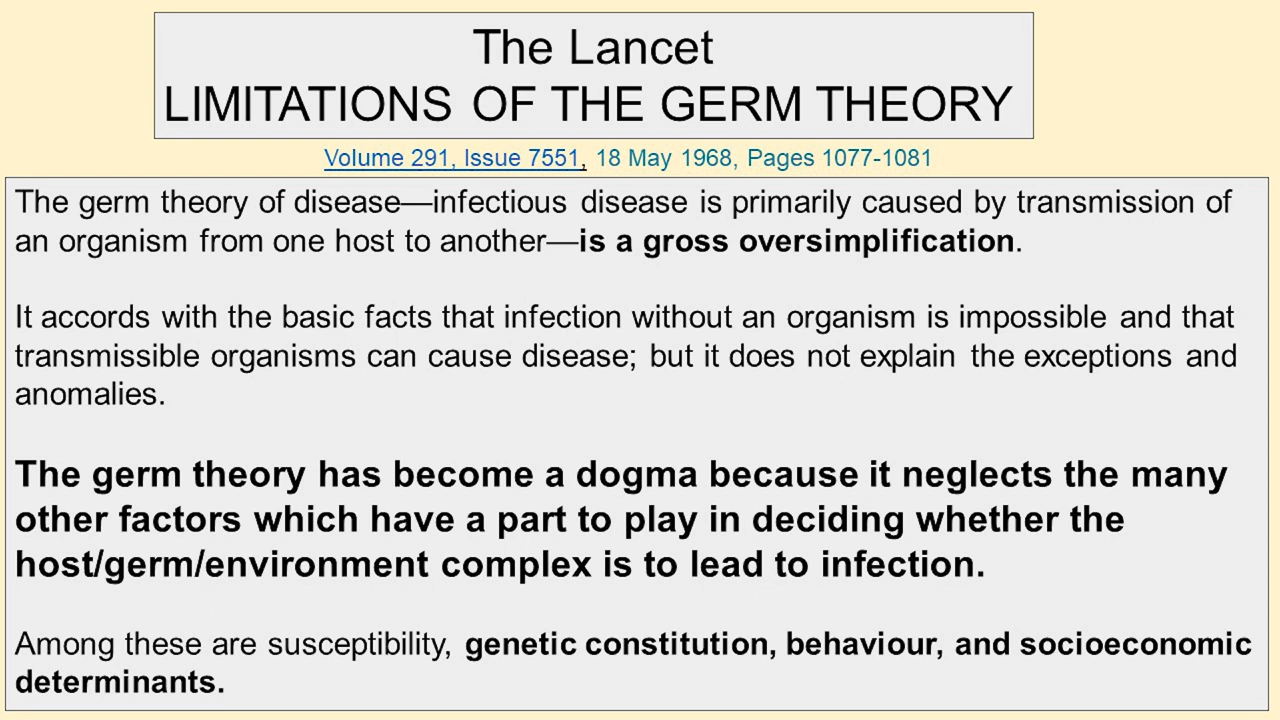 The Lancet
LIMITATIONS OF THE GERM THEORY
Volume 291, Issue 7551, 18 May 1968, Pages 1077-1081
The germ theory of disease—infectious disease is primarily caused by transmission of
an organism from one host to another—is a gross oversimplification.
It accords with the basic facts that infection without an organism is impossible and that
transmissible organisms can cause disease; but it does not explain the exceptions and
anomalies.
The germ theory has become a dogma because it neglects the many
other factors which have a part to play in deciding whether the
host/germ/environment complex is to lead to infection.
Among these are susceptibility, genetic constitution, behaviour, and socioeconomic
determinants.